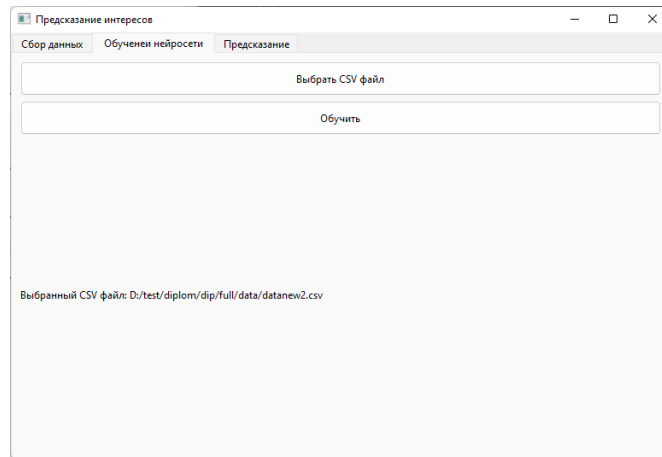 Предсказание интересов
Сбор данных Обученеи нейросети Предсказание
Выбрать CSV файл
Обучить
Выбранный CSV файл: D:/test/diplom/dip/full/data/datanew2.csv